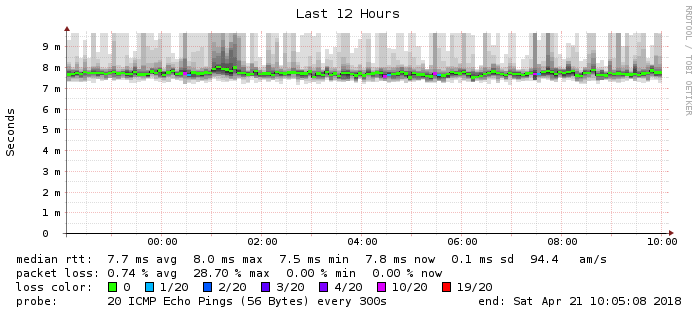 Last 12 Hours
RRDTOOL / TOBI OETIKER
Seconds
9 m
8 m
7 m
6 m
5 m
4 m
3 m
2 m
1 m
0
00:00 02:00 04:00 06:00 08:00 10:00
median rtt: 7.7 ms avg 8.0 ms max 7.5 ms min 7.8 ms now 0.1 ms sd 94.4 am/s
packet loss: 0.74 % avg 28.70 % max 0.00 % min 0.00 % now
loss color: 0 1/20 2/20 3/20 4/20 10/20 19/20
probe: 20 ICMP Echo Pings (56 Bytes) every 300s end: Sat Apr 21 10:05:08 2018